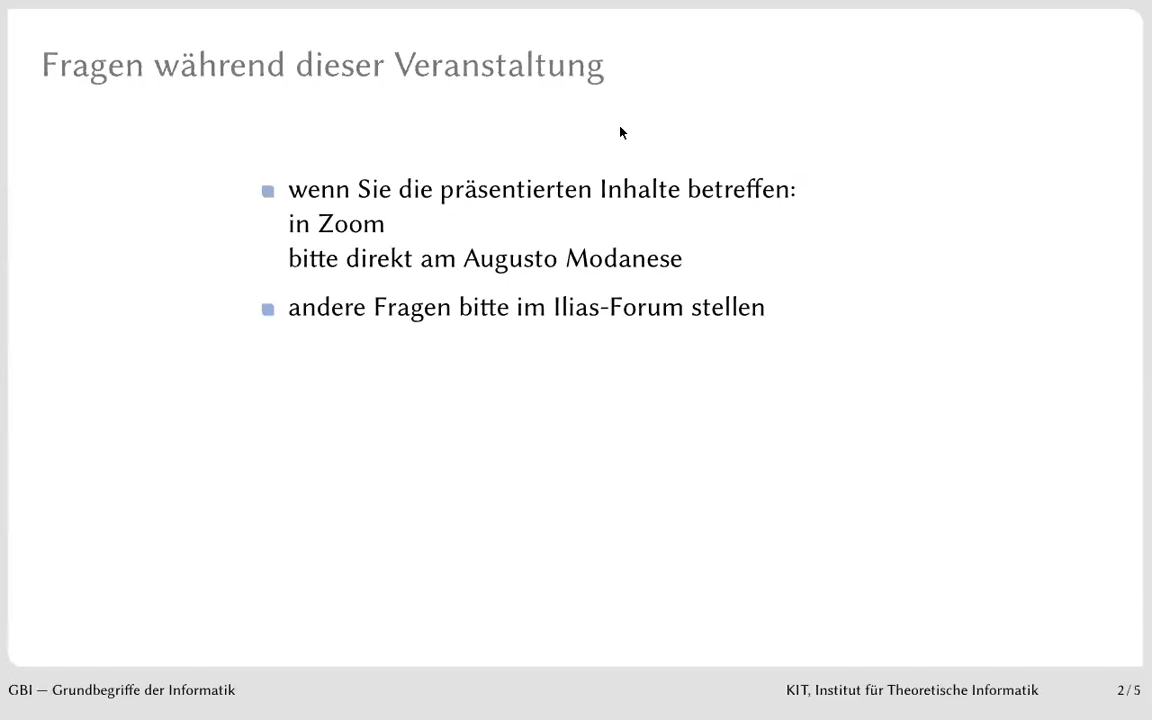 Fragen während dieser Veranstaltung
wenn Sie die präsentierten Inhalte betreffen:
in Zoom
bitte direkt am Augusto Modanese
andere Fragen bitte im Ilias-Forum stellen
GBI — Grundbegriffe der Informatik
KIT, Institut für Theoretische Informatik
2 / 5